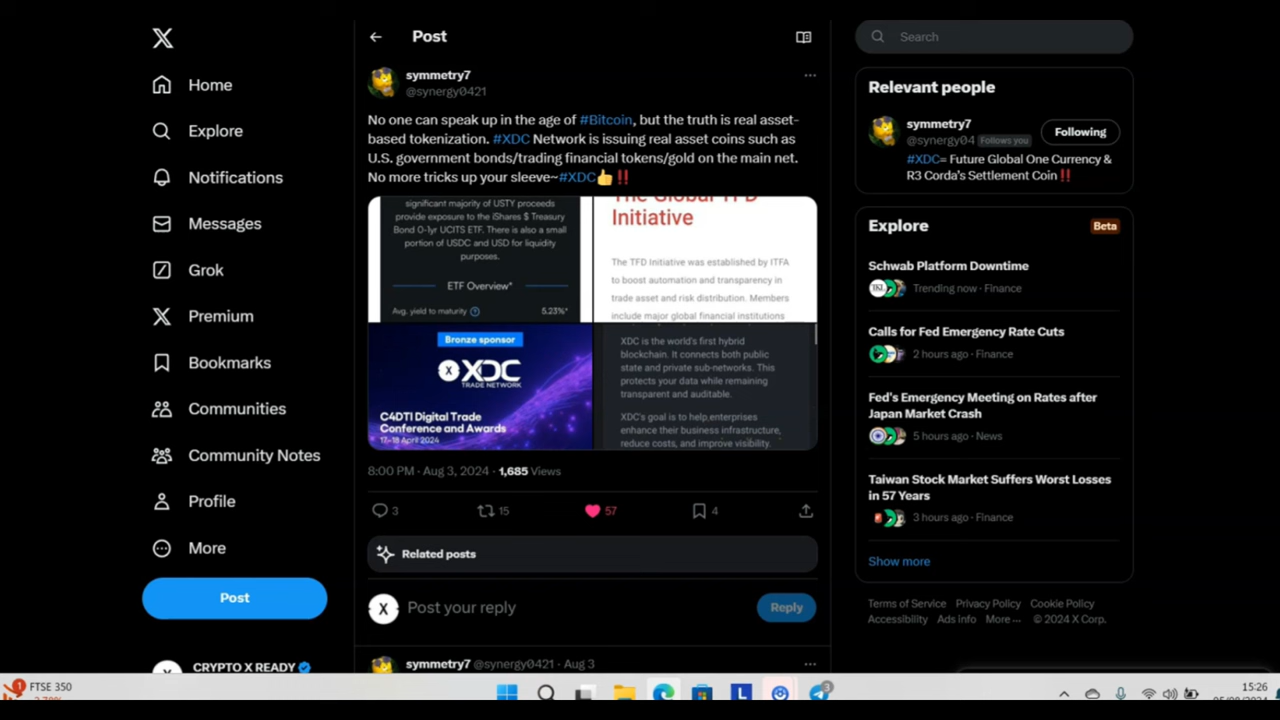 Home
Explore
Notifications
Messages
Grok
Premium
Bookmarks
Communities
Community Notes
Profile
More
Post
CRYPTO X READY
Post
symmetry7
@synergy0421
No one can speak up in the age of #Bitcoin, but the truth is real asset-
based tokenization. #XDC Network is issuing real asset coins such as
U.S. government bonds/trading financial tokens/gold on the main net.
No more tricks up your sleeve~#XDC👍‼️
significant majority of USTY proceeds
provide exposure to the iShares $ Treasury
Bond 0-1yr UCITS ETF. There is also a small
portion of USDC and USD for liquidity
purposes.
ETF Overview*
Avg. yield to maturity ? 5.23%*
The Global TFD
Initiative
The TFD Initiative was established by ITFA
to boost automation and transparency in
trade asset and risk distribution. Members
include major global financial institutions
Bronze sponsor
XDC
TRADE NETWORK
C4DTI Digital Trade
Conference and Awards
17-18 April 2024
XDC is the world's first hybrid
blockchain. It connects both public
state and private sub-networks. This
protects your data while remaining
transparent and auditable.
XDC's goal is to help enterprises
enhance their business infrastructure,
reduce costs, and improve visibility.
8:00 PM · Aug 3, 2024 · 1,685 Views
3 15 57 4
Related posts
Post your reply
Reply
symmetry7 @synergy0421 · Aug 3
Search
Relevant people
symmetry7
@synergy04 Follows you
Following
#XDC= Future Global One Currency &
R3 Corda's Settlement Coin‼️
Explore
Beta
Schwab Platform Downtime
Trending now · Finance
Calls for Fed Emergency Rate Cuts
2 hours ago · Finance
Fed's Emergency Meeting on Rates after
Japan Market Crash
5 hours ago · News
Taiwan Stock Market Suffers Worst Losses
in 57 Years
3 hours ago · Finance
Show more
Terms of Service Privacy Policy Cookie Policy
Accessibility Ads info More ··· © 2024 X Corp.
1
FTSE 350
L
3
15:26